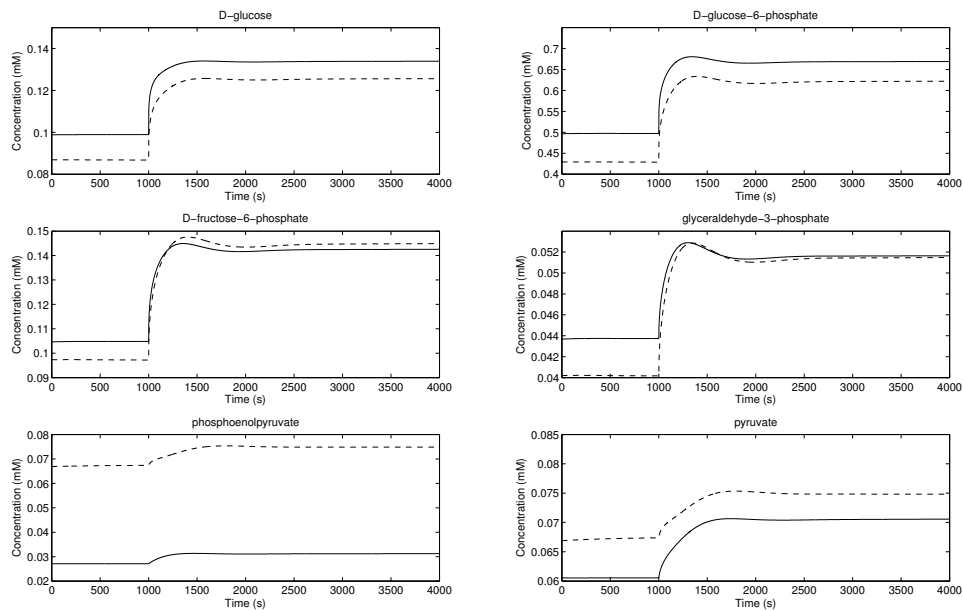 D-glucose
Concentration (mM)
0.14
0.12
0.1
0.08
0 500 1000 1500 2000 2500 3000 3500 4000
Time (s)
D-glucose-6-phosphate
Concentration (mM)
0.7
0.65
0.6
0.55
0.5
0.45
0.4
0 500 1000 1500 2000 2500 3000 3500 4000
Time (s)
D-fructose-6-phosphate
Concentration (mM)
0.15
0.14
0.13
0.12
0.11
0.1
0.09
0 500 1000 1500 2000 2500 3000 3500 4000
Time (s)
glyceraldehyde-3-phosphate
Concentration (mM)
0.052
0.05
0.048
0.046
0.044
0.042
0.04
0 500 1000 1500 2000 2500 3000 3500 4000
Time (s)
phosphoenolpyruvate
Concentration (mM)
0.08
0.07
0.06
0.05
0.04
0.03
0.02
0 500 1000 1500 2000 2500 3000 3500 4000
Time (s)
pyruvate
Concentration (mM)
0.085
0.08
0.075
0.07
0.065
0.06
0 500 1000 1500 2000 2500 3000 3500 4000
Time (s)